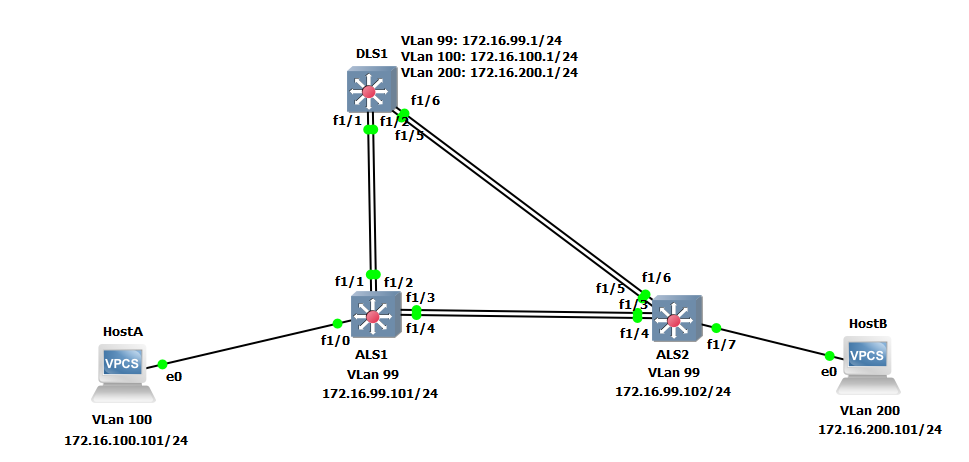 VLan 99: 172.16.99.1/24
DLS1
VLan 100: 172.16.100.1/24
VLan 200: 172.16.200.1/24
f1/6
f1/1
f1/2
f1/5
f1/1
f1/2
f1/6
f1/5
f1/3
f1/3
f1/4
f1/4
f1/0
f1/7
HostA
VPCS
e0
ALS1
VLan 99
172.16.99.101/24
ALS2
VLan 99
172.16.99.102/24
HostB
VPCS
e0
VLan 100
172.16.100.101/24
VLan 200
172.16.200.101/24